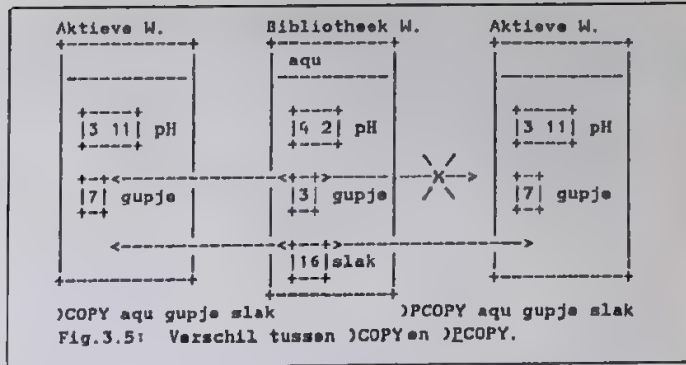 Aktieve W. Bibliotheek W. Aktieve W.
aqu
|3 11| pH |4 2| pH |3 11| pH
|7| gupje |3| gupje X |7| gupje
|16|slak
)COPY aqu gupje slak )PCOPY aqu gupje slak
Fig.3.5: Verschil tussen )COPY en )PCOPY.